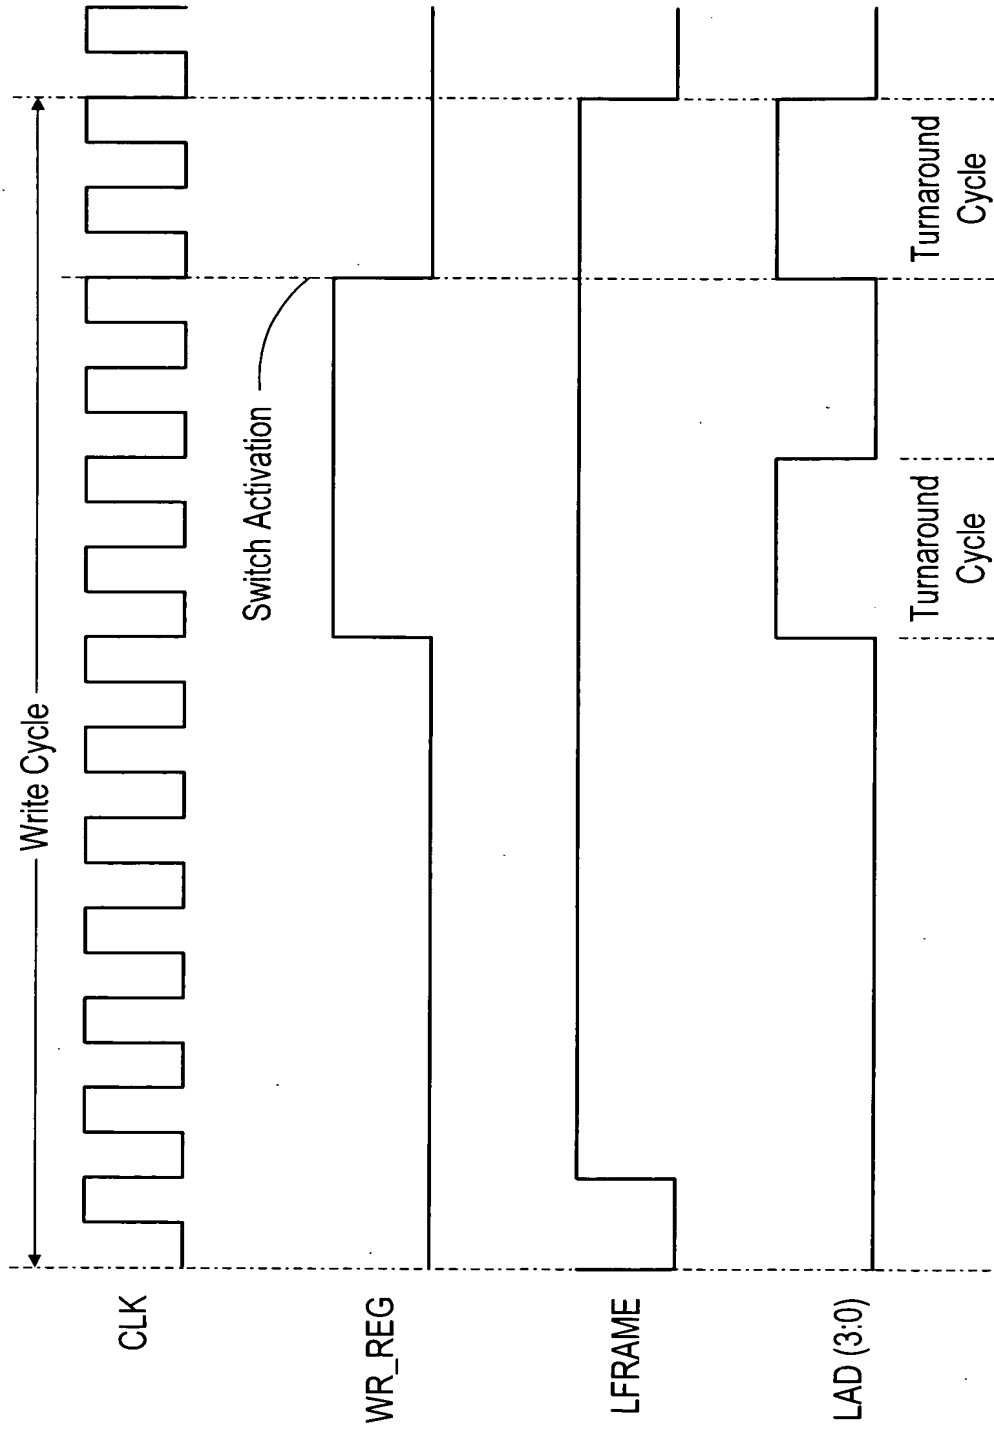 Write Cycle
CLK
Switch Activation
WR_REG
LFRAME
LAD (3:0)
Turnaround
Cycle
Turnaround
Cycle